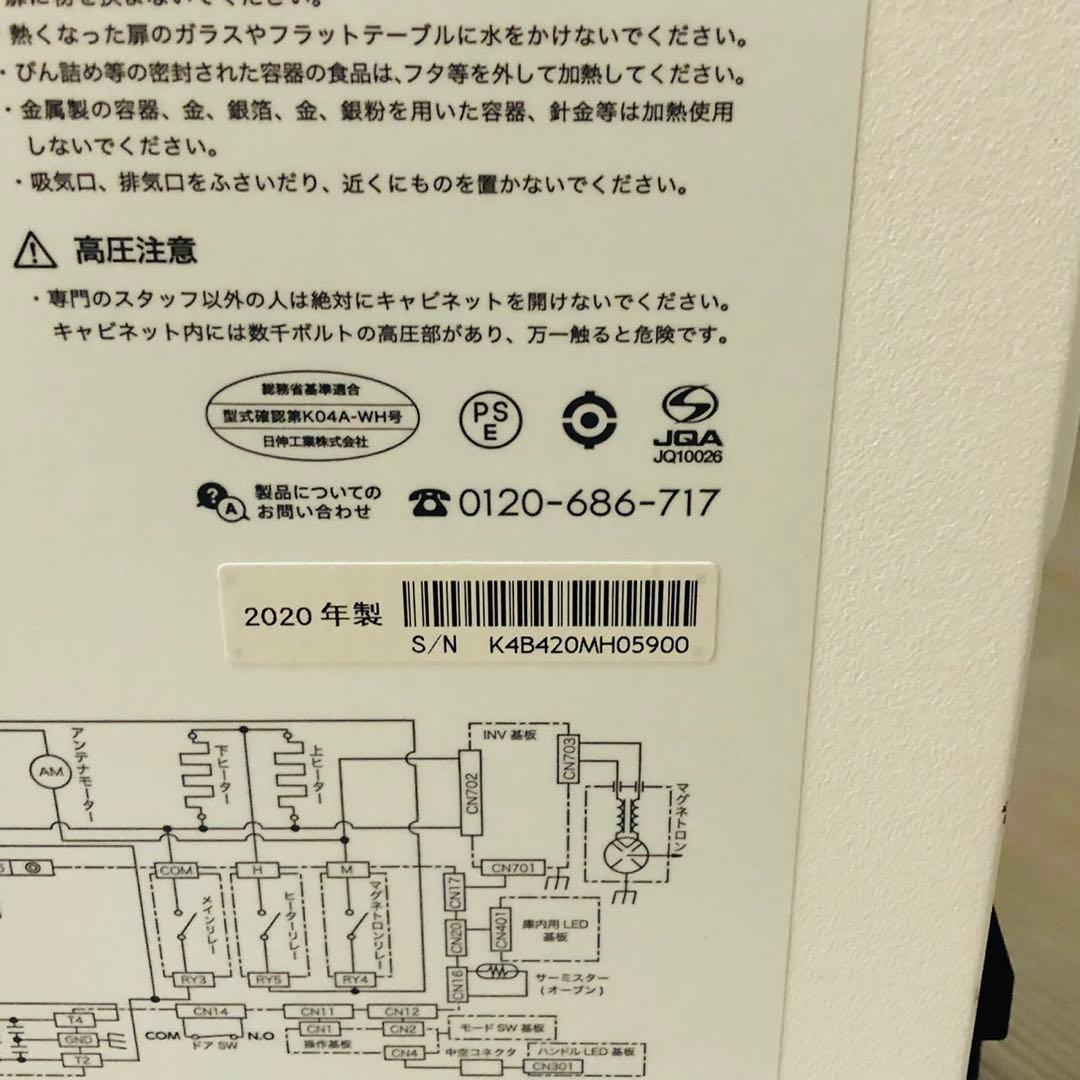 扉に物を挟まないでください。
・熱くなった扉のガラスやフラットテーブルに水をかけないでください。
・びん詰め等の密封された容器の食品は、フタ等を外して加熱してください。
・金属製の容器、金、銀箔、金、銀粉を用いた容器、針金等は加熱使用
しないでください。
・吸気口、排気口をふさいだり、近くにものを置かないでください。
高圧注意
・専門のスタッフ以外の人は絶対にキャビネットを開けないでください。
キャビネット内には数千ボルトの高圧部があり、万一触ると危険です。
総務省基準適合
型式確認第K04A-WH号
日伸工業株式会社
PS
E
JQA
JQ10026
?
A
製品についての
お問い合わせ
0120-686-717
2020年製
S/N K4B420MH05900
アンテナモーター
AM
下ヒーター
上ヒーター
INV 基板
CN702
CN703
マグネトロン
CN701
COM
H
M
メインリレー
ヒーターリレー
マグネトロンリレー
CN17
CN20
CN401
庫内用 LED
基板
RY3
RY5
RY4
CN16
サーミスター
(オーブン)
T4
GND
T2
CN14
COM
N.O
ドア SW
CN11
CN12
CN1
CN2
操作基板
モード SW 基板
CN4
中空コネクタ
ハンドル LED 基板
CN301